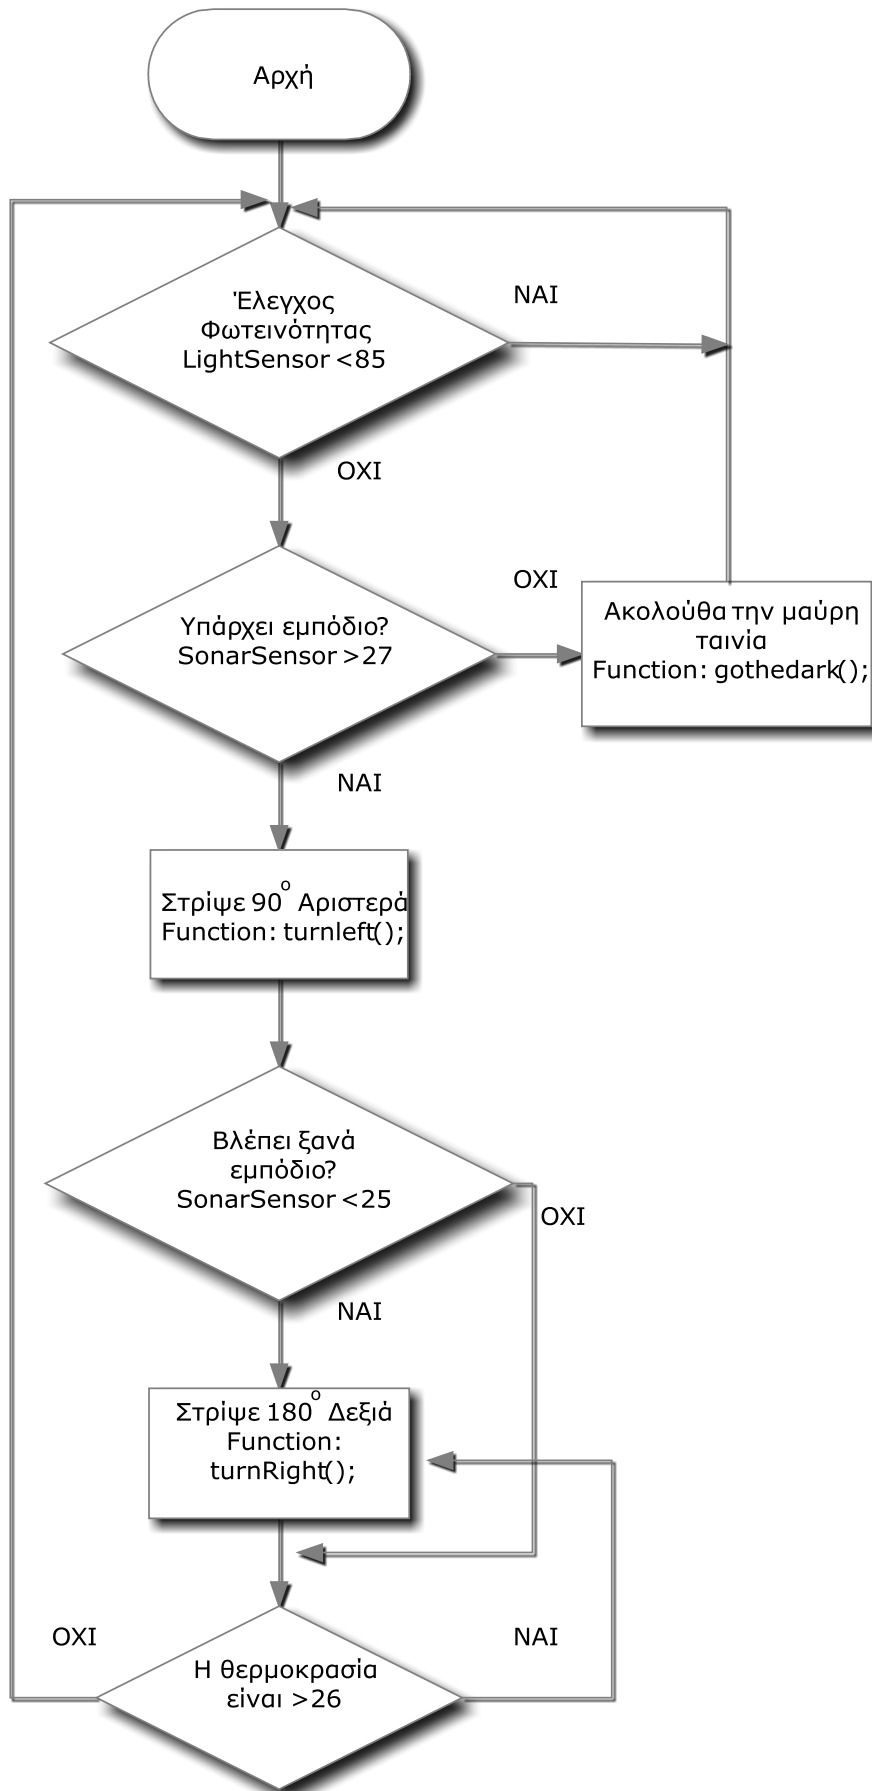 Αρχή
Έλεγχος
Φωτεινότητας
LightSensor <85
ΝΑΙ
ΟΧΙ
Υπάρχει εμπόδιο?
SonarSensor >27
ΟΧΙ
Ακολούθα την μαύρη
ταινία
Function: gothedark();
ΝΑΙ
Στρίψε 90° Αριστερά
Function: turnleft();
Βλέπει ξανά
εμπόδιο?
SonarSensor <25
ΟΧΙ
ΝΑΙ
Στρίψε 180° Δεξιά
Function:
turnRight();
ΟΧΙ
ΝΑΙ
Η θερμοκρασία
είναι >26